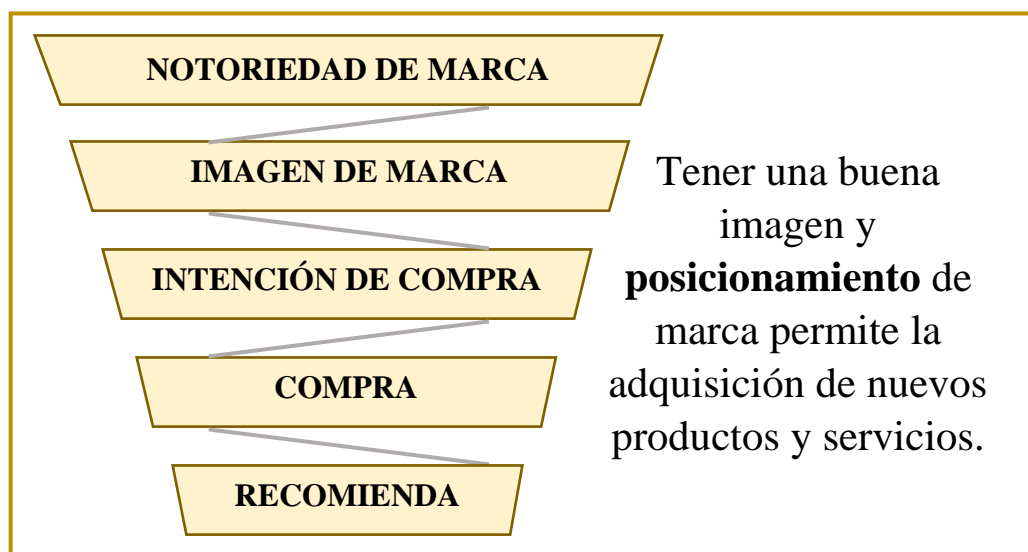 NOTORIEDAD DE MARCA
IMAGEN DE MARCA
INTENCIÓN DE COMPRA
COMPRA
RECOMIENDA
Tener una buena
imagen y
posicionamiento de
marca permite la
adquisición de nuevos
productos y servicios.